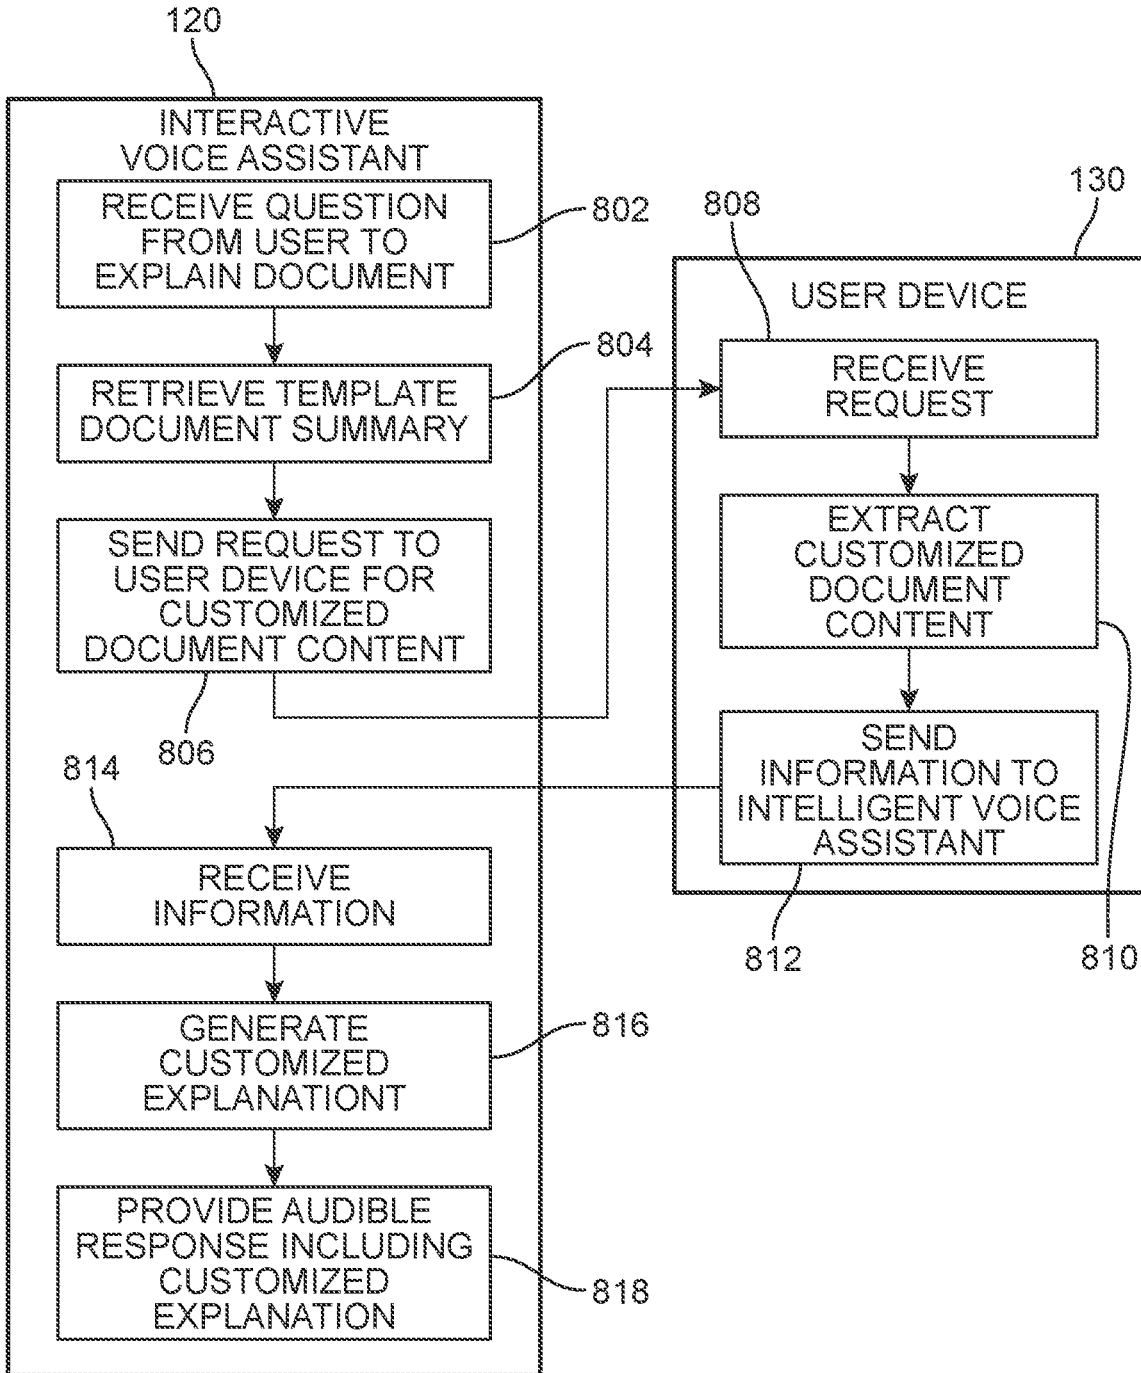 120
INTERACTIVE
VOICE ASSISTANT
RECEIVE QUESTION
FROM USER TO
EXPLAIN DOCUMENT
802
RETRIEVE TEMPLATE
DOCUMENT SUMMARY
804
SEND REQUEST TO
USER DEVICE FOR
CUSTOMIZED
DOCUMENT CONTENT
806
130
USER DEVICE
808
RECEIVE
REQUEST
EXTRACT
CUSTOMIZED
DOCUMENT
CONTENT
810
SEND
INFORMATION TO
INTELLIGENT VOICE
ASSISTANT
812
814
RECEIVE
INFORMATION
GENERATE
CUSTOMIZED
EXPLANATIONT
816
PROVIDE AUDIBLE
RESPONSE INCLUDING
CUSTOMIZED
EXPLANATION
818